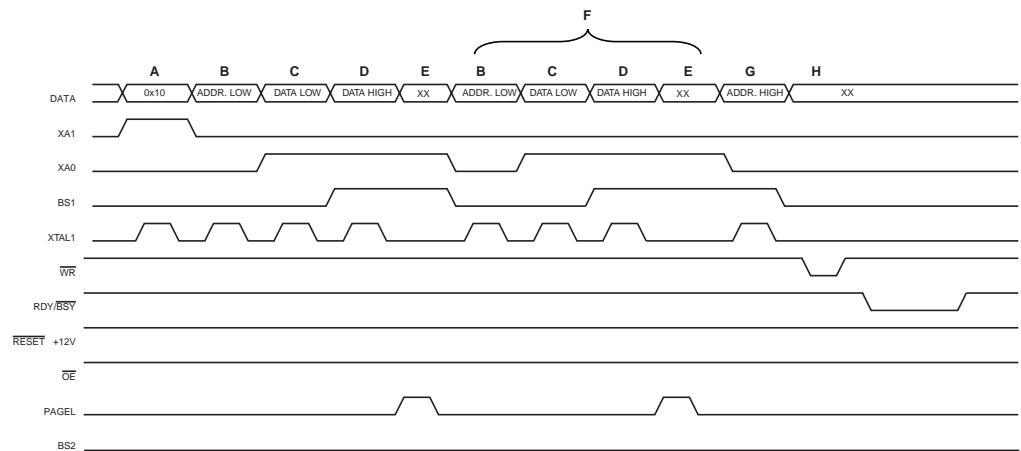 F
A B C D E B C D E G H
DATA 0x10 ADDR. LOW DATA LOW DATA HIGH XX ADDR. LOW DATA LOW DATA HIGH XX ADDR. HIGH XX
XA1
XA0
BS1
XTAL1
WR
RDY/BSY
RESET +12V
OE
PAGEL
BS2